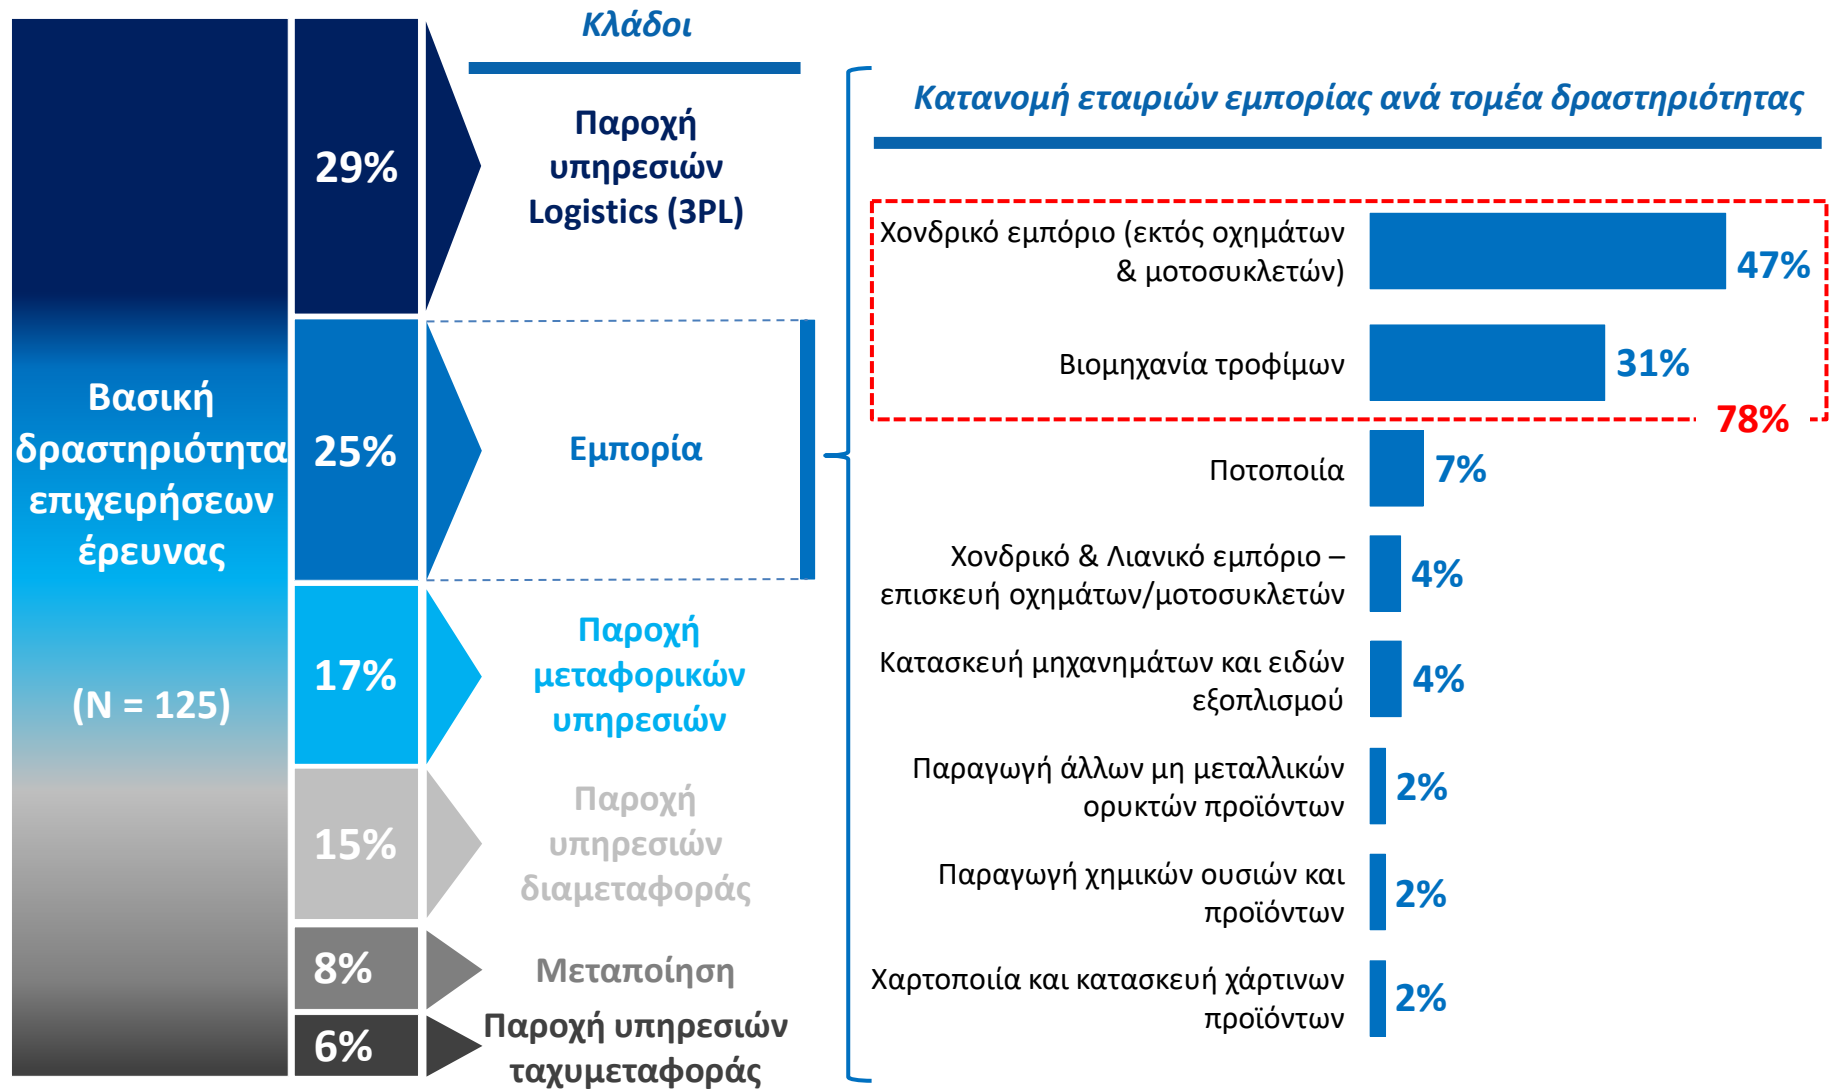 Βασική
δραστηριότητα
επιχειρήσεων
έρευνας
(N = 125)
Κλάδοι
29%
Παροχή
υπηρεσιών
Logistics (3PL)
25%
Εμπορία
17%
Παροχή
μεταφορικών
υπηρεσιών
15%
Παροχή
υπηρεσιών
διαμεταφοράς
8%
Μεταποίηση
6%
Παροχή υπηρεσιών
ταχυμεταφοράς
Κατανομή εταιριών εμπορίας ανά τομέα δραστηριότητας
Χονδρικό εμπόριο (εκτός οχημάτων
& μοτοσυκλετών)
47%
Βιομηχανία τροφίμων
31%
78%
Ποτοποιία
7%
Χονδρικό & Λιανικό εμπόριο –
επισκευή οχημάτων/μοτοσυκλετών
4%
Κατασκευή μηχανημάτων και ειδών
εξοπλισμού
4%
Παραγωγή άλλων μη μεταλλικών
ορυκτών προϊόντων
2%
Παραγωγή χημικών ουσιών και
προϊόντων
2%
Χαρτοποιία και κατασκευή χάρτινων
προϊόντων
2%